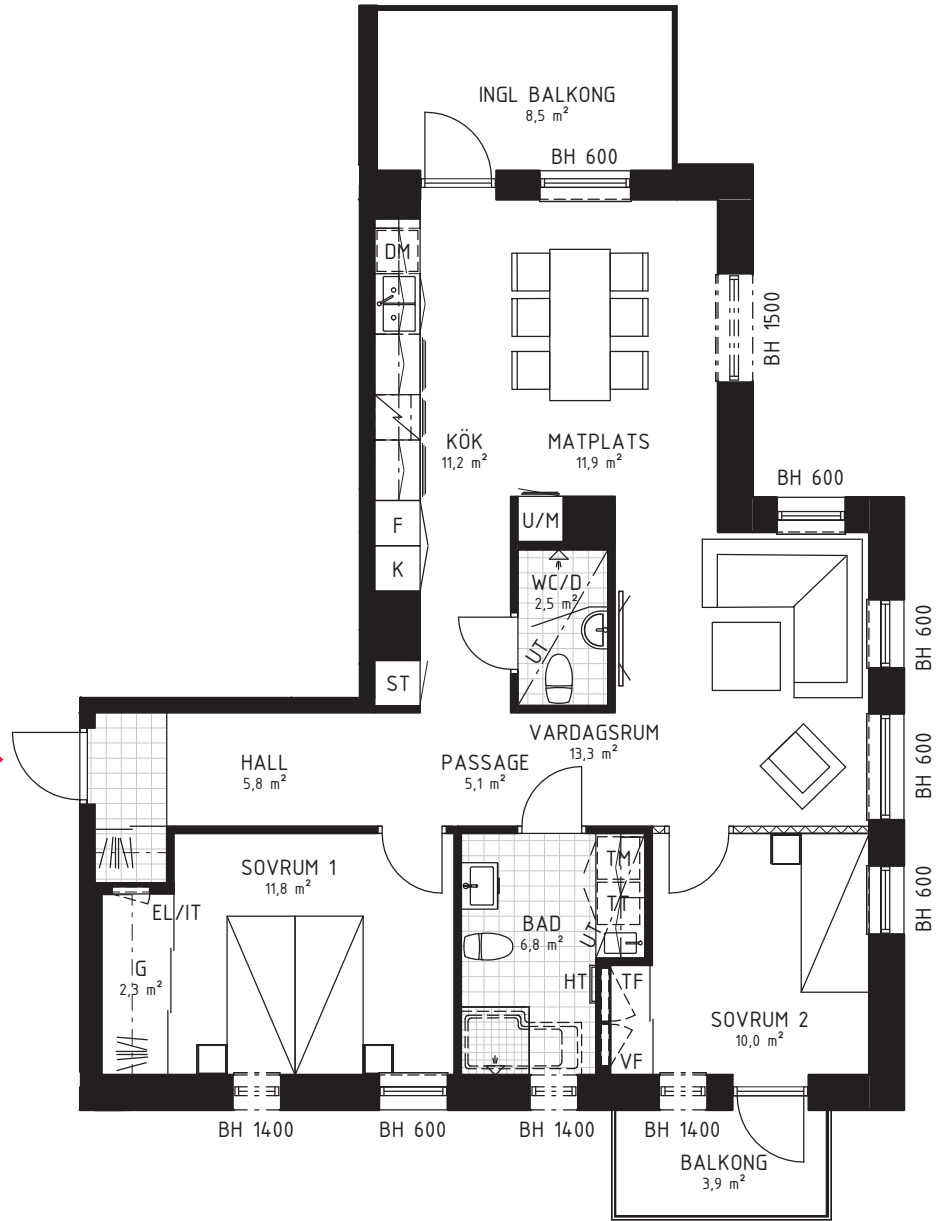 INGL BALKONG
8,5 m²
BH 600
DM
BH 1500
KÖK
11,2 m²
MATPLATS
11,9 m²
BH 600
F
U/M
K
WC/D
2,5 m²
UT
BH 600
ST
VARDAGSRUM
13,3 m²
HALL
5,8 m²
PASSAGE
5,1 m²
BH 600
SOVRUM 1
11,8 m²
TM
TT
BH 600
EL/IT
BAD
6,8 m²
UT
G
2,3 m²
HT
TF
SOVRUM 2
10,0 m²
VF
BH 1400
BH 600
BH 1400
BH 1400
BALKONG
3,9 m²